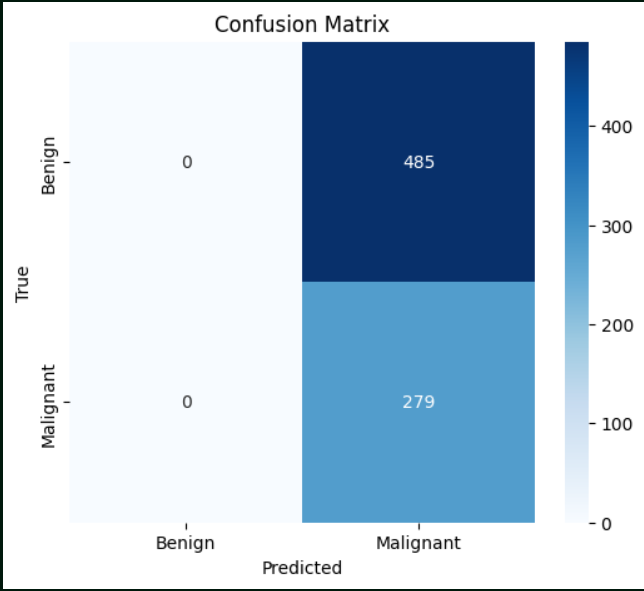 Confusion Matrix
True
Benign
0
485
Malignant
0
279
Benign
Malignant
Predicted
400
300
200
100
0